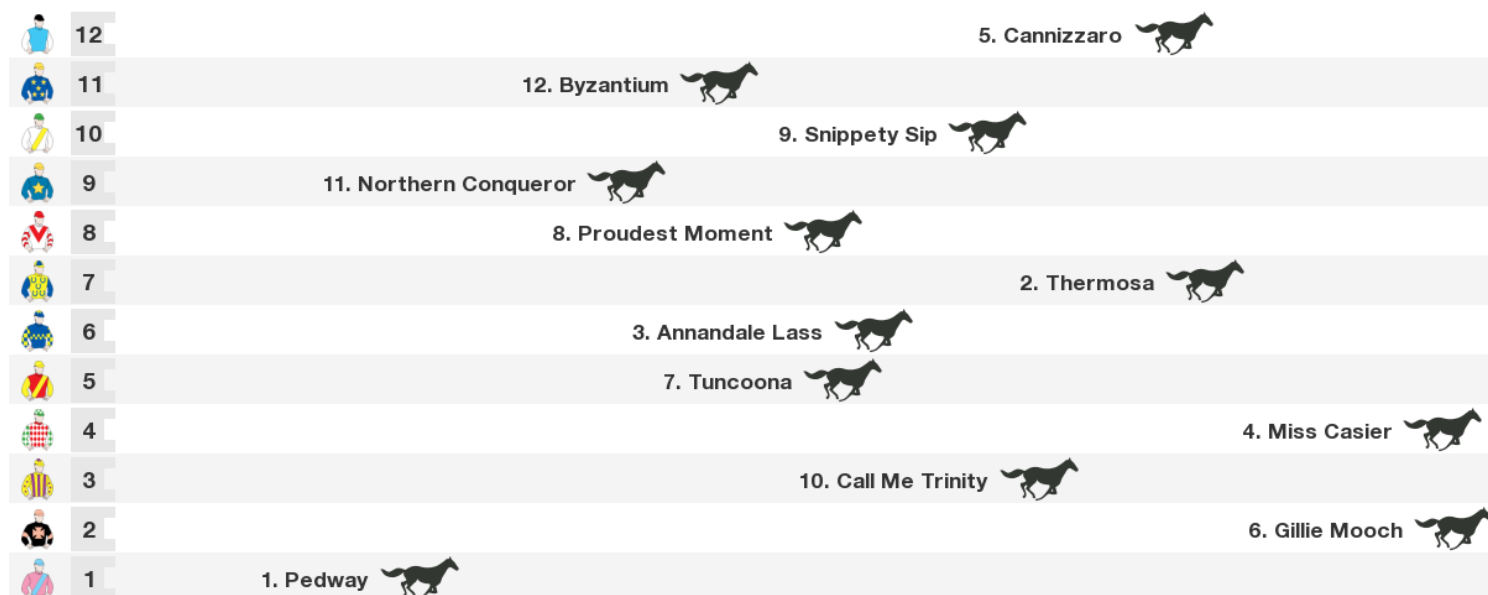 12 5. Cannizzaro
11 12. Byzantium
10 9. Snippety Sip
9 11. Northern Conqueror
8 8. Proudest Moment
7 2. Thermosa
6 3. Annandale Lass
5 7. Tuncoona
4 4. Miss Casier
3 10. Call Me Trinity
2 6. Gillie Mooch
1 1. Pedway